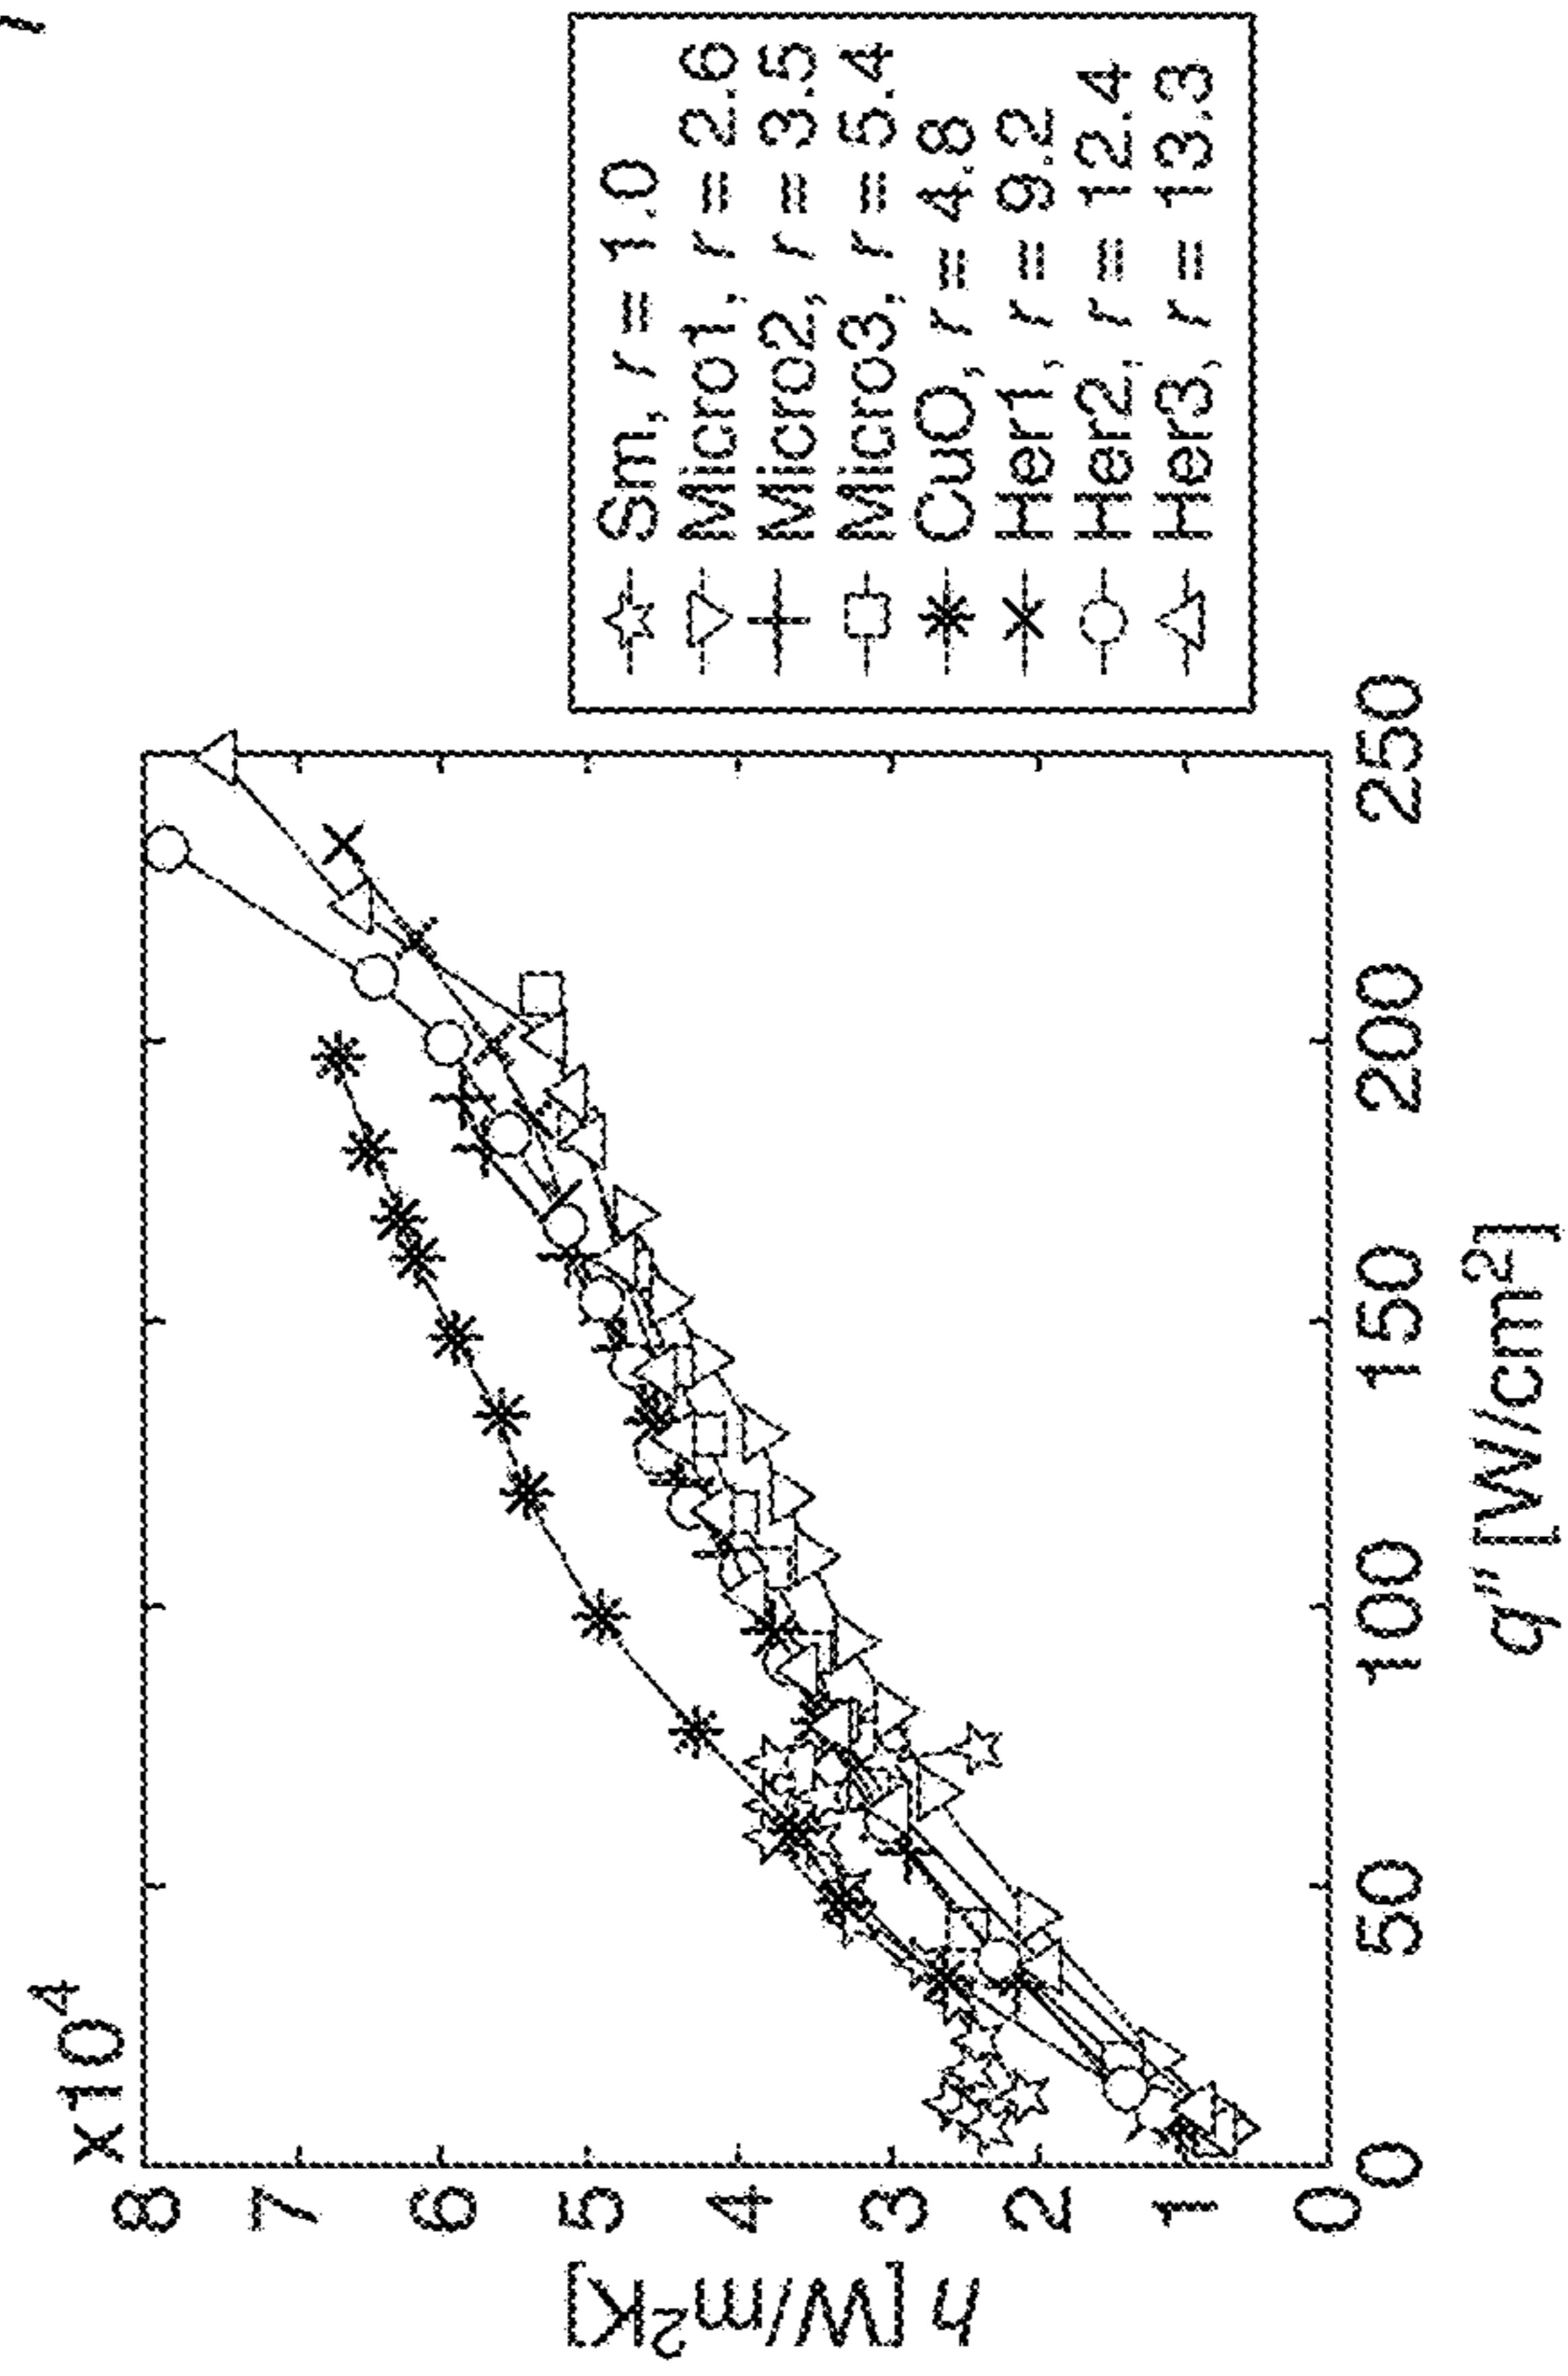 x10⁴
8
7
6
5
4
3
2
1
0
h [W/m²K]
0
50
100
150
200
250
q″ [W/cm²]
Sm, r = 1.0
Micro1, r = 2.6
Micro2, r = 3.5
Micro3, r = 5.4
CuO, r = 4.8
Her1, r = 9.2
Her2, r = 12.4
Her3, r = 13.3